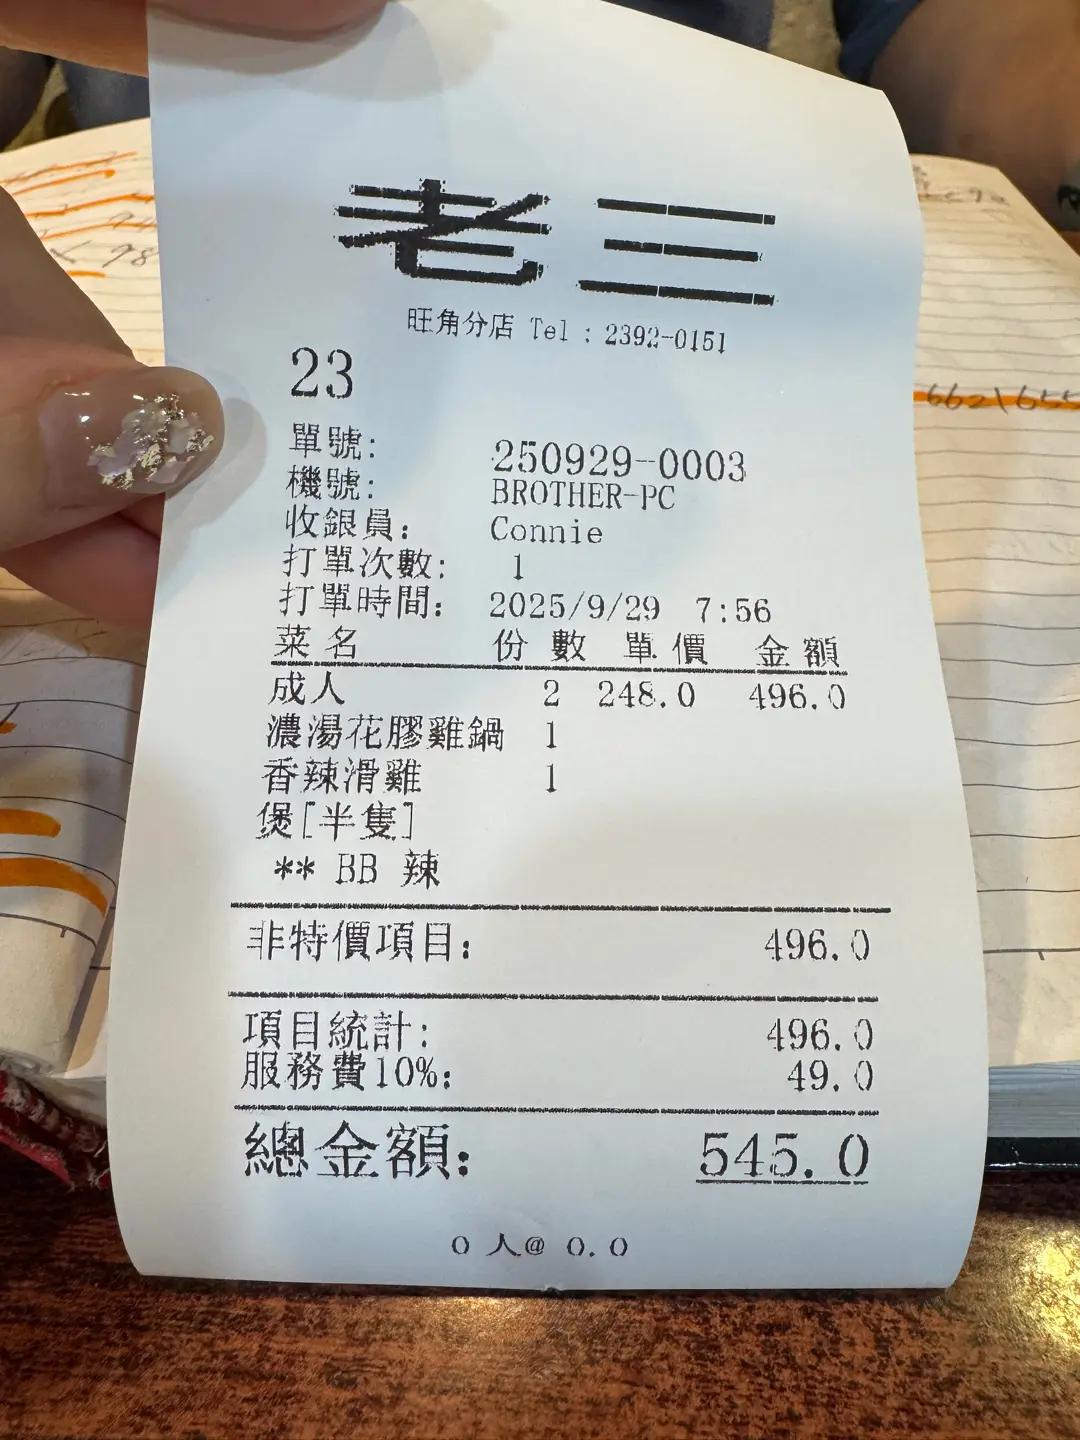 老三
旺角分店 Tel : 2392-0151
23
單號: 250929-0003
機號: BROTHER-PC
收銀員: Connie
打單次數: 1
打單時間: 2025/9/29 7:56
菜名 份數 單價 金額
成人 2 248.0 496.0
濃湯花膠雞鍋 1
香辣滑雞 1
煲[半隻]
** BB 辣
非特價項目: 496.0
項目統計: 496.0
服務費10%: 49.0
總金額: 545.0
0 人@ 0.0
98
662\655